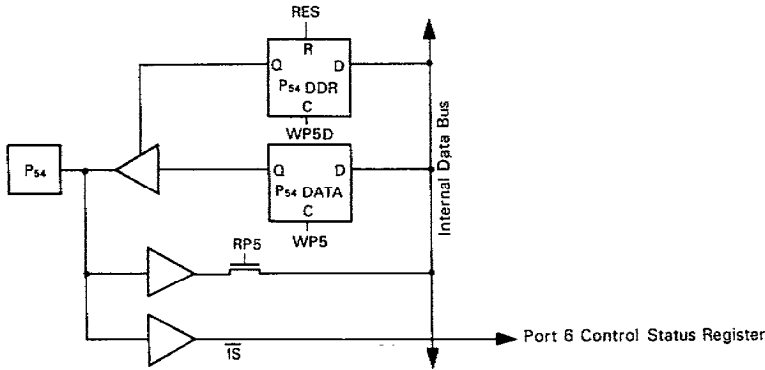 RES
R
Q D
P₅₄ DDR
C
WP5D
P₅₄
Q D
P₅₄ DATA
C
WP5
Internal Data Bus
RP5
IS
Port 6 Control Status Register